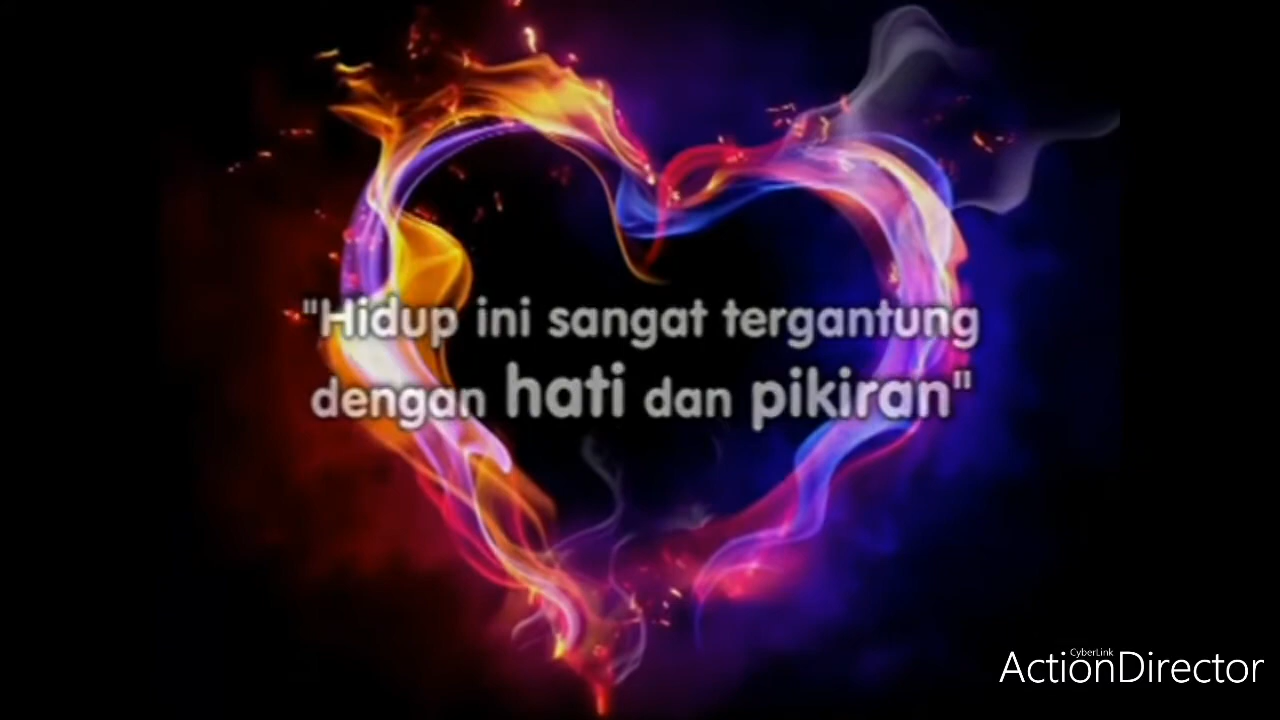 "Hidup ini sangat tergantung
dengan hati dan pikiran"
CyberLink
ActionDirector